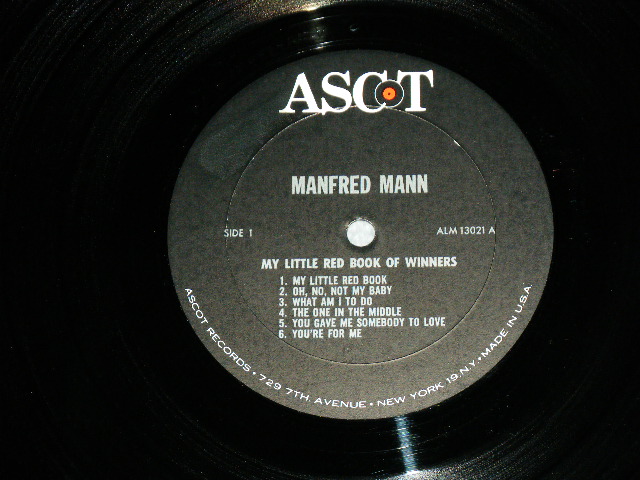 ASCOT
MANFRED MANN
SIDE 1
ALM 13021 A
MY LITTLE RED BOOK OF WINNERS
1. MY LITTLE RED BOOK
2. OH, NO, NOT MY BABY
3. WHAT AM I TO DO
4. THE ONE IN THE MIDDLE
5. YOU GAVE ME SOMEBODY TO LOVE
6. YOU'RE FOR ME
ASCOT RECORDS • 729 7TH. AVENUE • NEW YORK 19, N.Y. • MADE IN U.S.A.